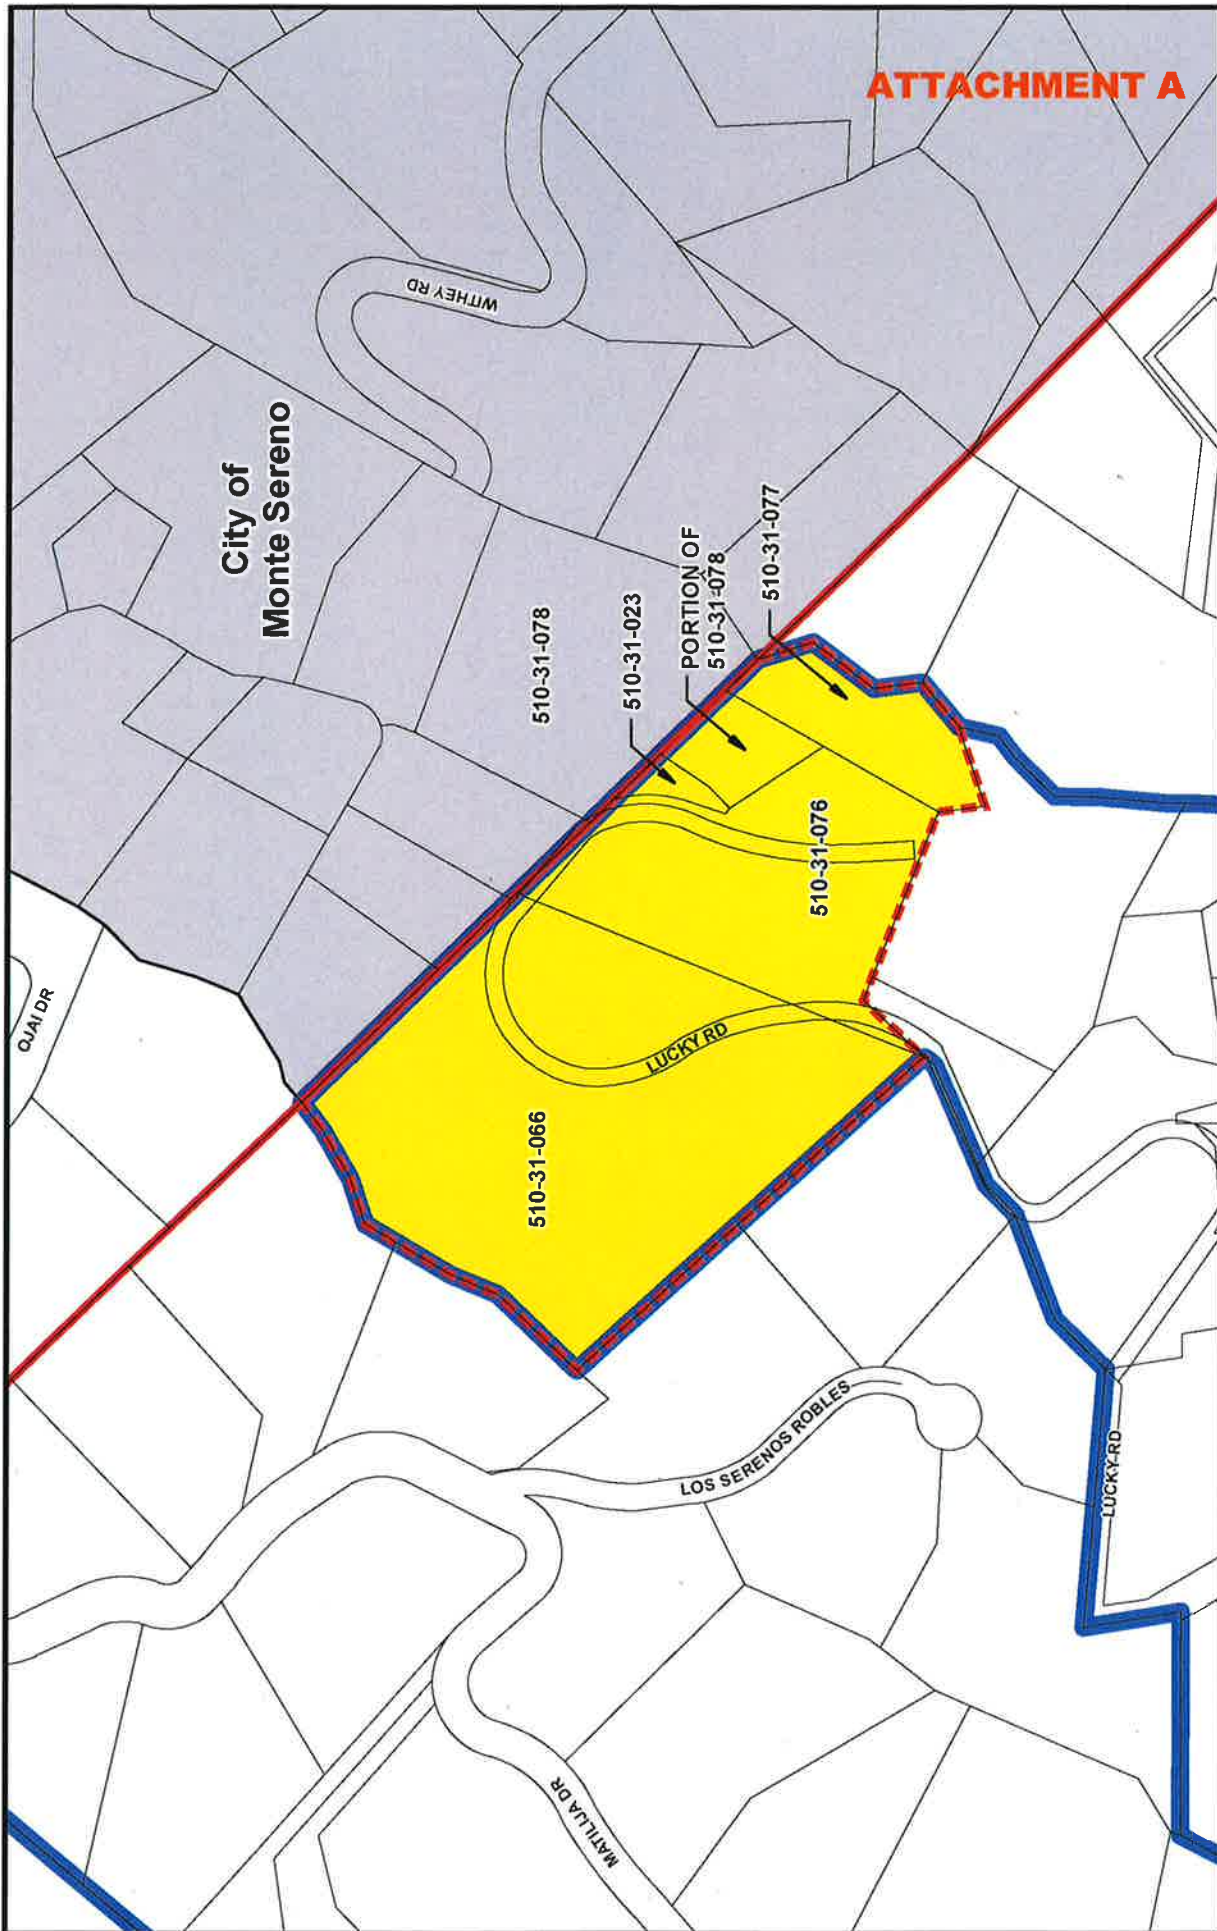 ATTACHMENT A
WITHEY RD
City of
Monte Sereno
510-31-078
510-31-023
PORTION OF
510-31-078
510-31-077
510-31-076
OJAI DR
LUCKY RD
510-31-066
LOS SERENOS ROBLES
LUCKY RD
MATILIJA DR